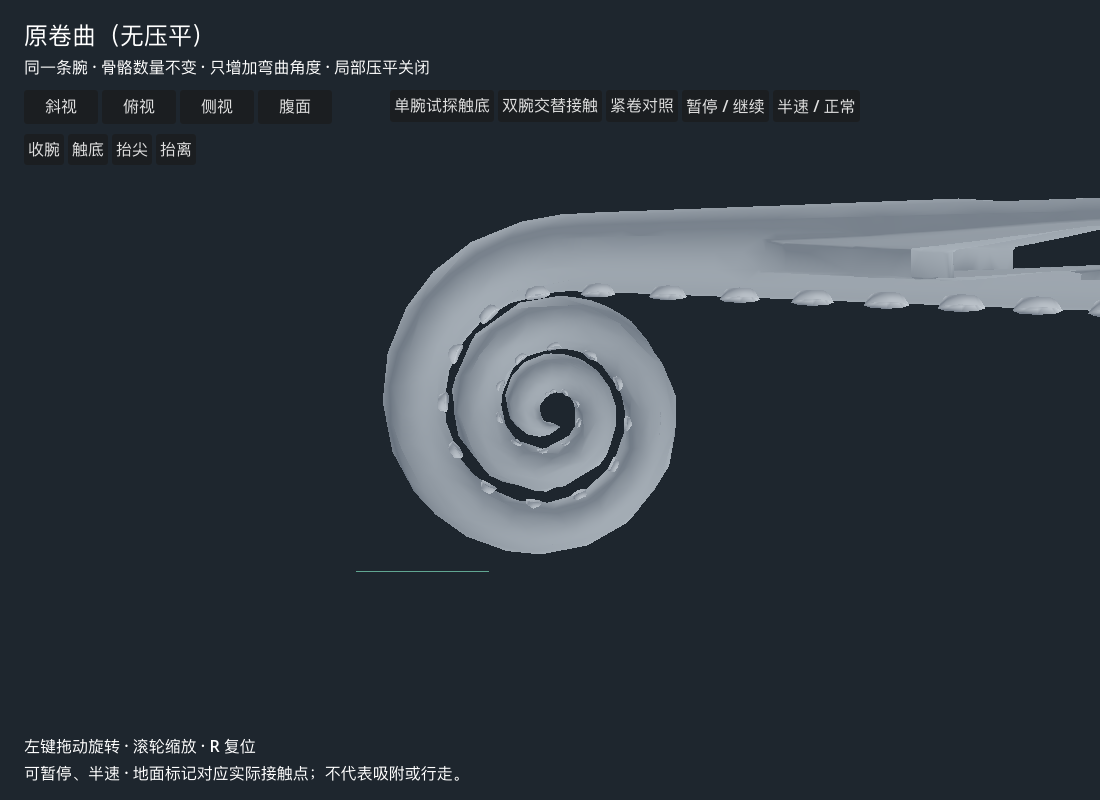 原卷曲（无压平）
同一条腕 · 骨骼数量不变 · 只增加弯曲角度 · 局部压平关闭
斜视 俯视 侧视 腹面 单腕试探触底 双腕交替接触 紧卷对照 暂停 / 继续 半速 / 正常
收腕 触底 抬尖 抬离
左键拖动旋转 · 滚轮缩放 · R 复位
可暂停、半速 · 地面标记对应实际接触点；不代表吸附或行走。